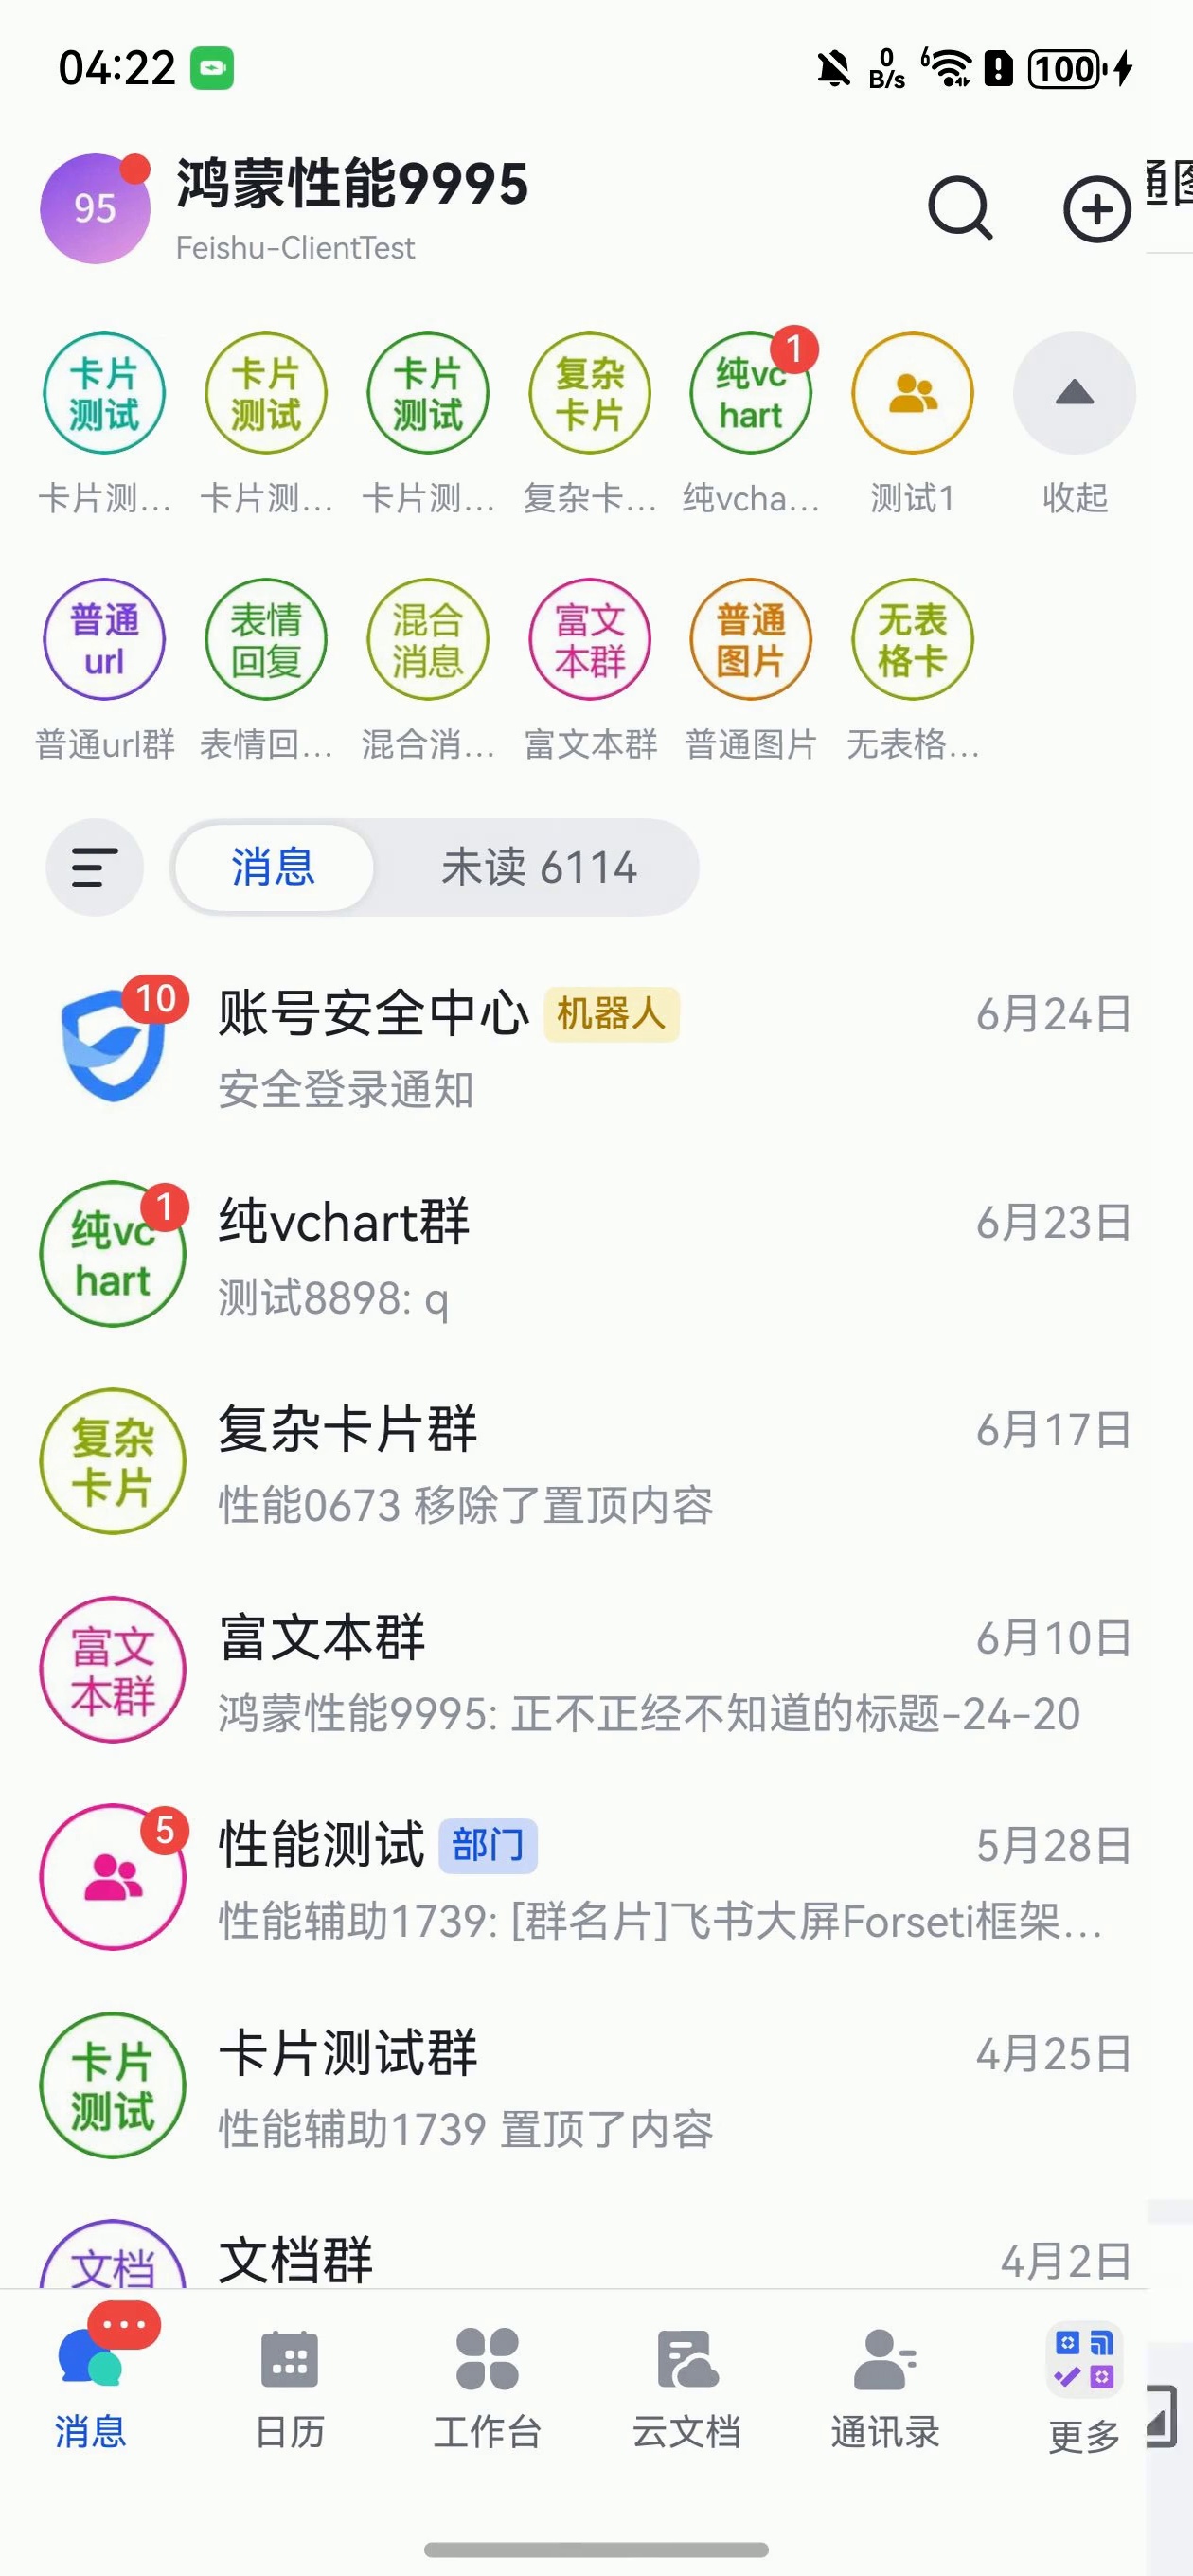 04:22
0
B/s
6
100
95
鸿蒙性能9995
Feishu-ClientTest
通图
卡片
测试
卡片
测试
卡片
测试
复杂
卡片
纯vc
hart
1
卡片测...
卡片测...
卡片测...
复杂卡...
纯vcha...
测试1
收起
普通
url
表情
回复
混合
消息
富文
本群
普通
图片
无表
格卡
普通url群
表情回...
混合消...
富文本群
普通图片
无表格...
消息
未读 6114
10
账号安全中心
机器人
6月24日
安全登录通知
纯vc
hart
1
纯vchart群
6月23日
测试8898: q
复杂
卡片
复杂卡片群
6月17日
性能0673 移除了置顶内容
富文
本群
富文本群
6月10日
鸿蒙性能9995: 正不正经不知道的标题-24-20
5
性能测试
部门
5月28日
性能辅助1739: [群名片]飞书大屏Forseti框架...
卡片
测试
卡片测试群
4月25日
性能辅助1739 置顶了内容
文档
文档群
4月2日
消息
日历
工作台
云文档
通讯录
更多